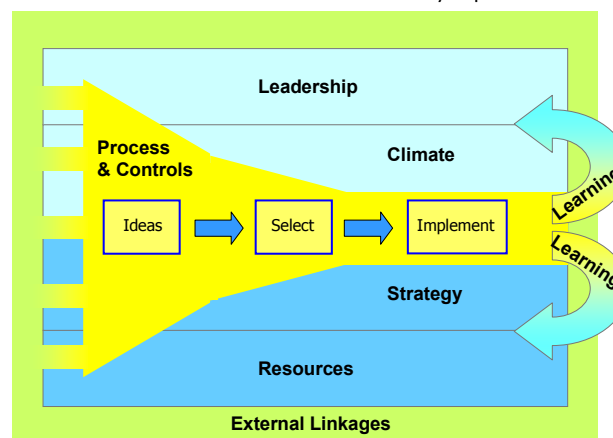 Leadership
Process
& Controls
Climate
Ideas
Select
Implement
Learning
Learning
Strategy
Resources
External Linkages